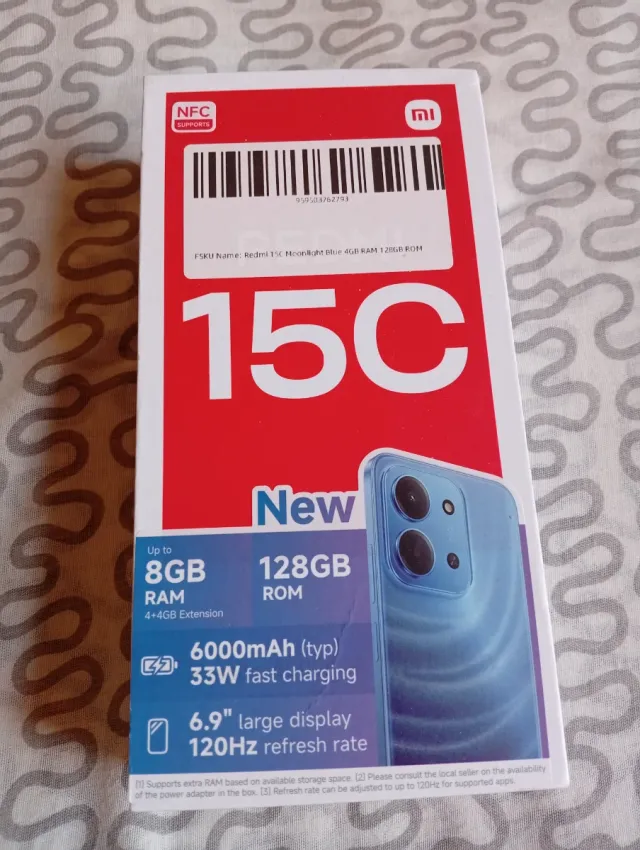 NFC
SUPPORTS
mi
959503762793
FSKU Name: Redmi 15C Moonlight Blue 4GB RAM 128GB ROM
15C
New
Up to
8GB
RAM
4+4GB Extension
128GB
ROM
6000mAh (typ)
33W fast charging
6.9" large display
120Hz refresh rate
[1] Supports extra RAM based on available storage space. [2] Please consult the local seller on the availability
of the power adapter in the box. [3] Refresh rate can be adjusted to up to 120Hz for supported apps.